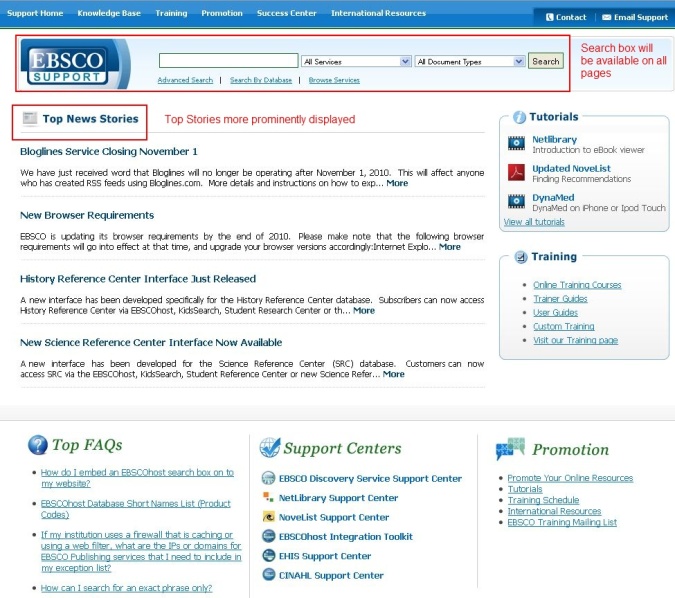 Support Home Knowledge Base Training Promotion Success Center International Resources Contact Email Support
EBSCO
SUPPORT
All Services All Document Types Search
Advanced Search | Search By Database | Browse Services
Search box will
be available on all
pages
Top News Stories
Top Stories more prominently displayed
Bloglines Service Closing November 1
We have just received word that Bloglines will no longer be operating after November 1, 2010. This will affect anyone
who has created RSS feeds using Bloglines.com. More details and instructions on how to exp... More
New Browser Requirements
EBSCO is updating its browser requirements by the end of 2010. Please make note that the following browser
requirements will go into effect at that time, and upgrade your browser versions accordingly:Internet Explo... More
History Reference Center Interface Just Released
A new interface has been developed specifically for the History Reference Center database. Subscribers can now access
History Reference Center via EBSCOhost, KidsSearch, Student Research Center or th... More
New Science Reference Center Interface Now Available
A new interface has been developed for the Science Reference Center (SRC) database. Customers can now
access SRC via the EBSCOhost, KidsSearch, Student Reference Center or new Science Refer... More
Tutorials
Netlibrary
Introduction to eBook viewer
Updated NoveList
Finding Recommendations
DynaMed
DynaMed on iPhone or Ipod Touch
View all tutorials
Training
Online Training Courses
Trainer Guides
User Guides
Custom Training
Visit our Training page
Top FAQs
How do I embed an EBSCOhost search box on to
my website?
EBSCOhost Database Short Names List (Product
Codes)
If my institution uses a firewall that is caching or
using a web filter, what are the IPs or domains for
EBSCO Publishing services that I need to include in
my exception list?
How can I search for an exact phrase only?
Support Centers
EBSCO Discovery Service Support Center
NetLibrary Support Center
NoveList Support Center
EBSCOhost Integration Toolkit
EHIS Support Center
CINAHL Support Center
Promotion
Promote Your Online Resources
Tutorials
Training Schedule
International Resources
EBSCO Training Mailing List